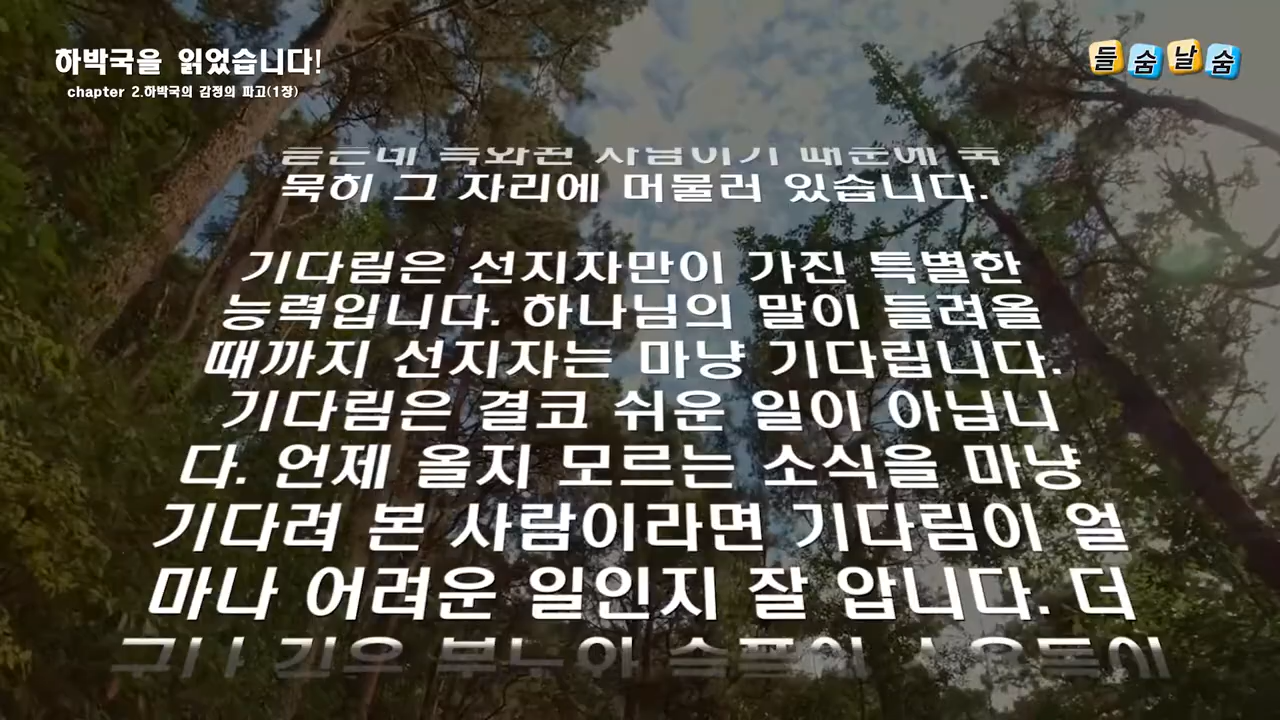 하박국을 읽었습니다!
chapter 2.하박국의 감정의 파고(1장)
들숨날숨
때문에 묵
묵히 그 자리에 머물러 있습니다.
기다림은 선지자만이 가진 특별한
능력입니다. 하나님의 말이 들려올
때까지 선지자는 마냥 기다립니다.
기다림은 결코 쉬운 일이 아닙니
다. 언제 올지 모르는 소식을 마냥
기다려 본 사람이라면 기다림이 얼
마나 어려운 일인지 잘 압니다. 더